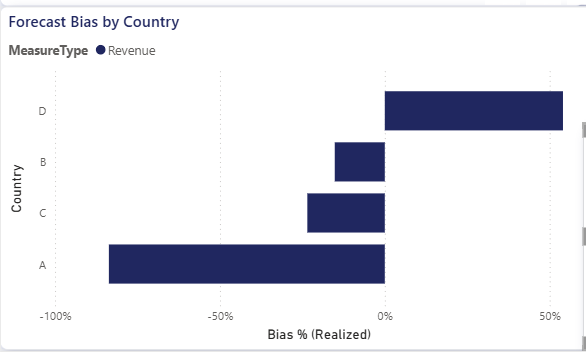 Forecast Bias by Country
MeasureType Revenue
D
B
C
A
Country
-100% -50% 0% 50%
Bias % (Realized)